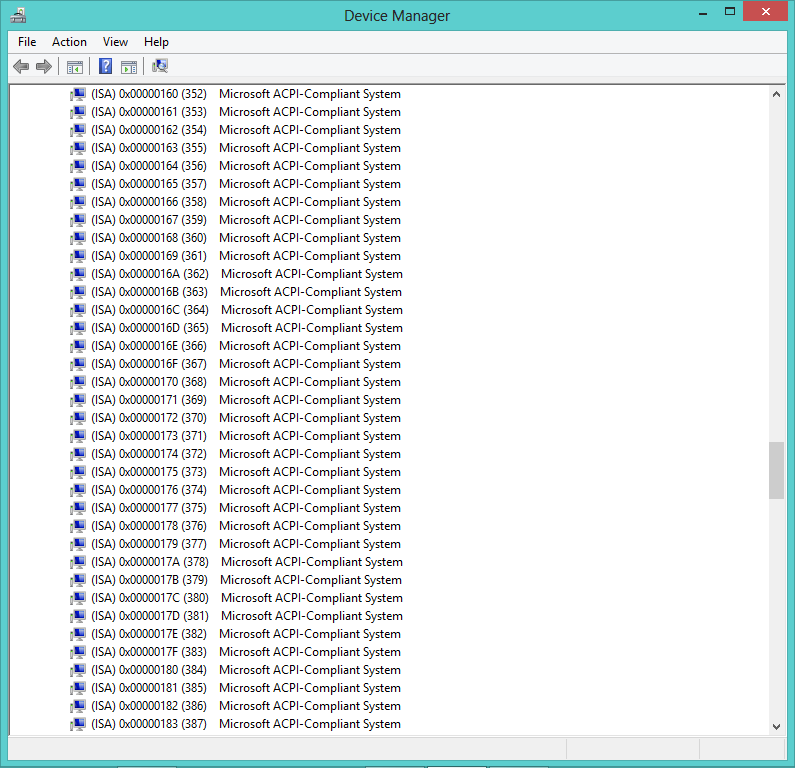 Device Manager
File Action View Help
(ISA) 0x00000160 (352) Microsoft ACPI-Compliant System
(ISA) 0x00000161 (353) Microsoft ACPI-Compliant System
(ISA) 0x00000162 (354) Microsoft ACPI-Compliant System
(ISA) 0x00000163 (355) Microsoft ACPI-Compliant System
(ISA) 0x00000164 (356) Microsoft ACPI-Compliant System
(ISA) 0x00000165 (357) Microsoft ACPI-Compliant System
(ISA) 0x00000166 (358) Microsoft ACPI-Compliant System
(ISA) 0x00000167 (359) Microsoft ACPI-Compliant System
(ISA) 0x00000168 (360) Microsoft ACPI-Compliant System
(ISA) 0x00000169 (361) Microsoft ACPI-Compliant System
(ISA) 0x0000016A (362) Microsoft ACPI-Compliant System
(ISA) 0x0000016B (363) Microsoft ACPI-Compliant System
(ISA) 0x0000016C (364) Microsoft ACPI-Compliant System
(ISA) 0x0000016D (365) Microsoft ACPI-Compliant System
(ISA) 0x0000016E (366) Microsoft ACPI-Compliant System
(ISA) 0x0000016F (367) Microsoft ACPI-Compliant System
(ISA) 0x00000170 (368) Microsoft ACPI-Compliant System
(ISA) 0x00000171 (369) Microsoft ACPI-Compliant System
(ISA) 0x00000172 (370) Microsoft ACPI-Compliant System
(ISA) 0x00000173 (371) Microsoft ACPI-Compliant System
(ISA) 0x00000174 (372) Microsoft ACPI-Compliant System
(ISA) 0x00000175 (373) Microsoft ACPI-Compliant System
(ISA) 0x00000176 (374) Microsoft ACPI-Compliant System
(ISA) 0x00000177 (375) Microsoft ACPI-Compliant System
(ISA) 0x00000178 (376) Microsoft ACPI-Compliant System
(ISA) 0x00000179 (377) Microsoft ACPI-Compliant System
(ISA) 0x0000017A (378) Microsoft ACPI-Compliant System
(ISA) 0x0000017B (379) Microsoft ACPI-Compliant System
(ISA) 0x0000017C (380) Microsoft ACPI-Compliant System
(ISA) 0x0000017D (381) Microsoft ACPI-Compliant System
(ISA) 0x0000017E (382) Microsoft ACPI-Compliant System
(ISA) 0x0000017F (383) Microsoft ACPI-Compliant System
(ISA) 0x00000180 (384) Microsoft ACPI-Compliant System
(ISA) 0x00000181 (385) Microsoft ACPI-Compliant System
(ISA) 0x00000182 (386) Microsoft ACPI-Compliant System
(ISA) 0x00000183 (387) Microsoft ACPI-Compliant System